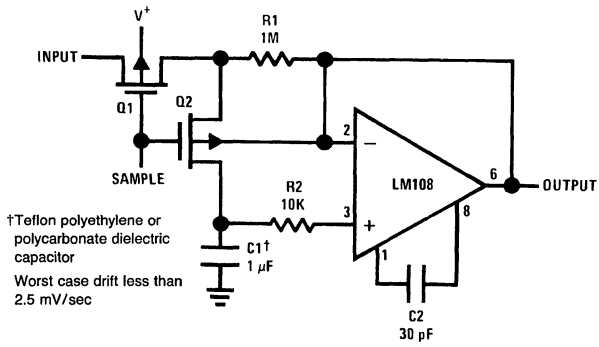 V+
R1
1M
INPUT
Q1
Q2
2
−
LM108
6
OUTPUT
SAMPLE
R2
10K
3
+
8
1
†Teflon polyethylene or
polycarbonate dielectric
capacitor
Worst case drift less than
2.5 mV/sec
C1†
1 μF
C2
30 pF